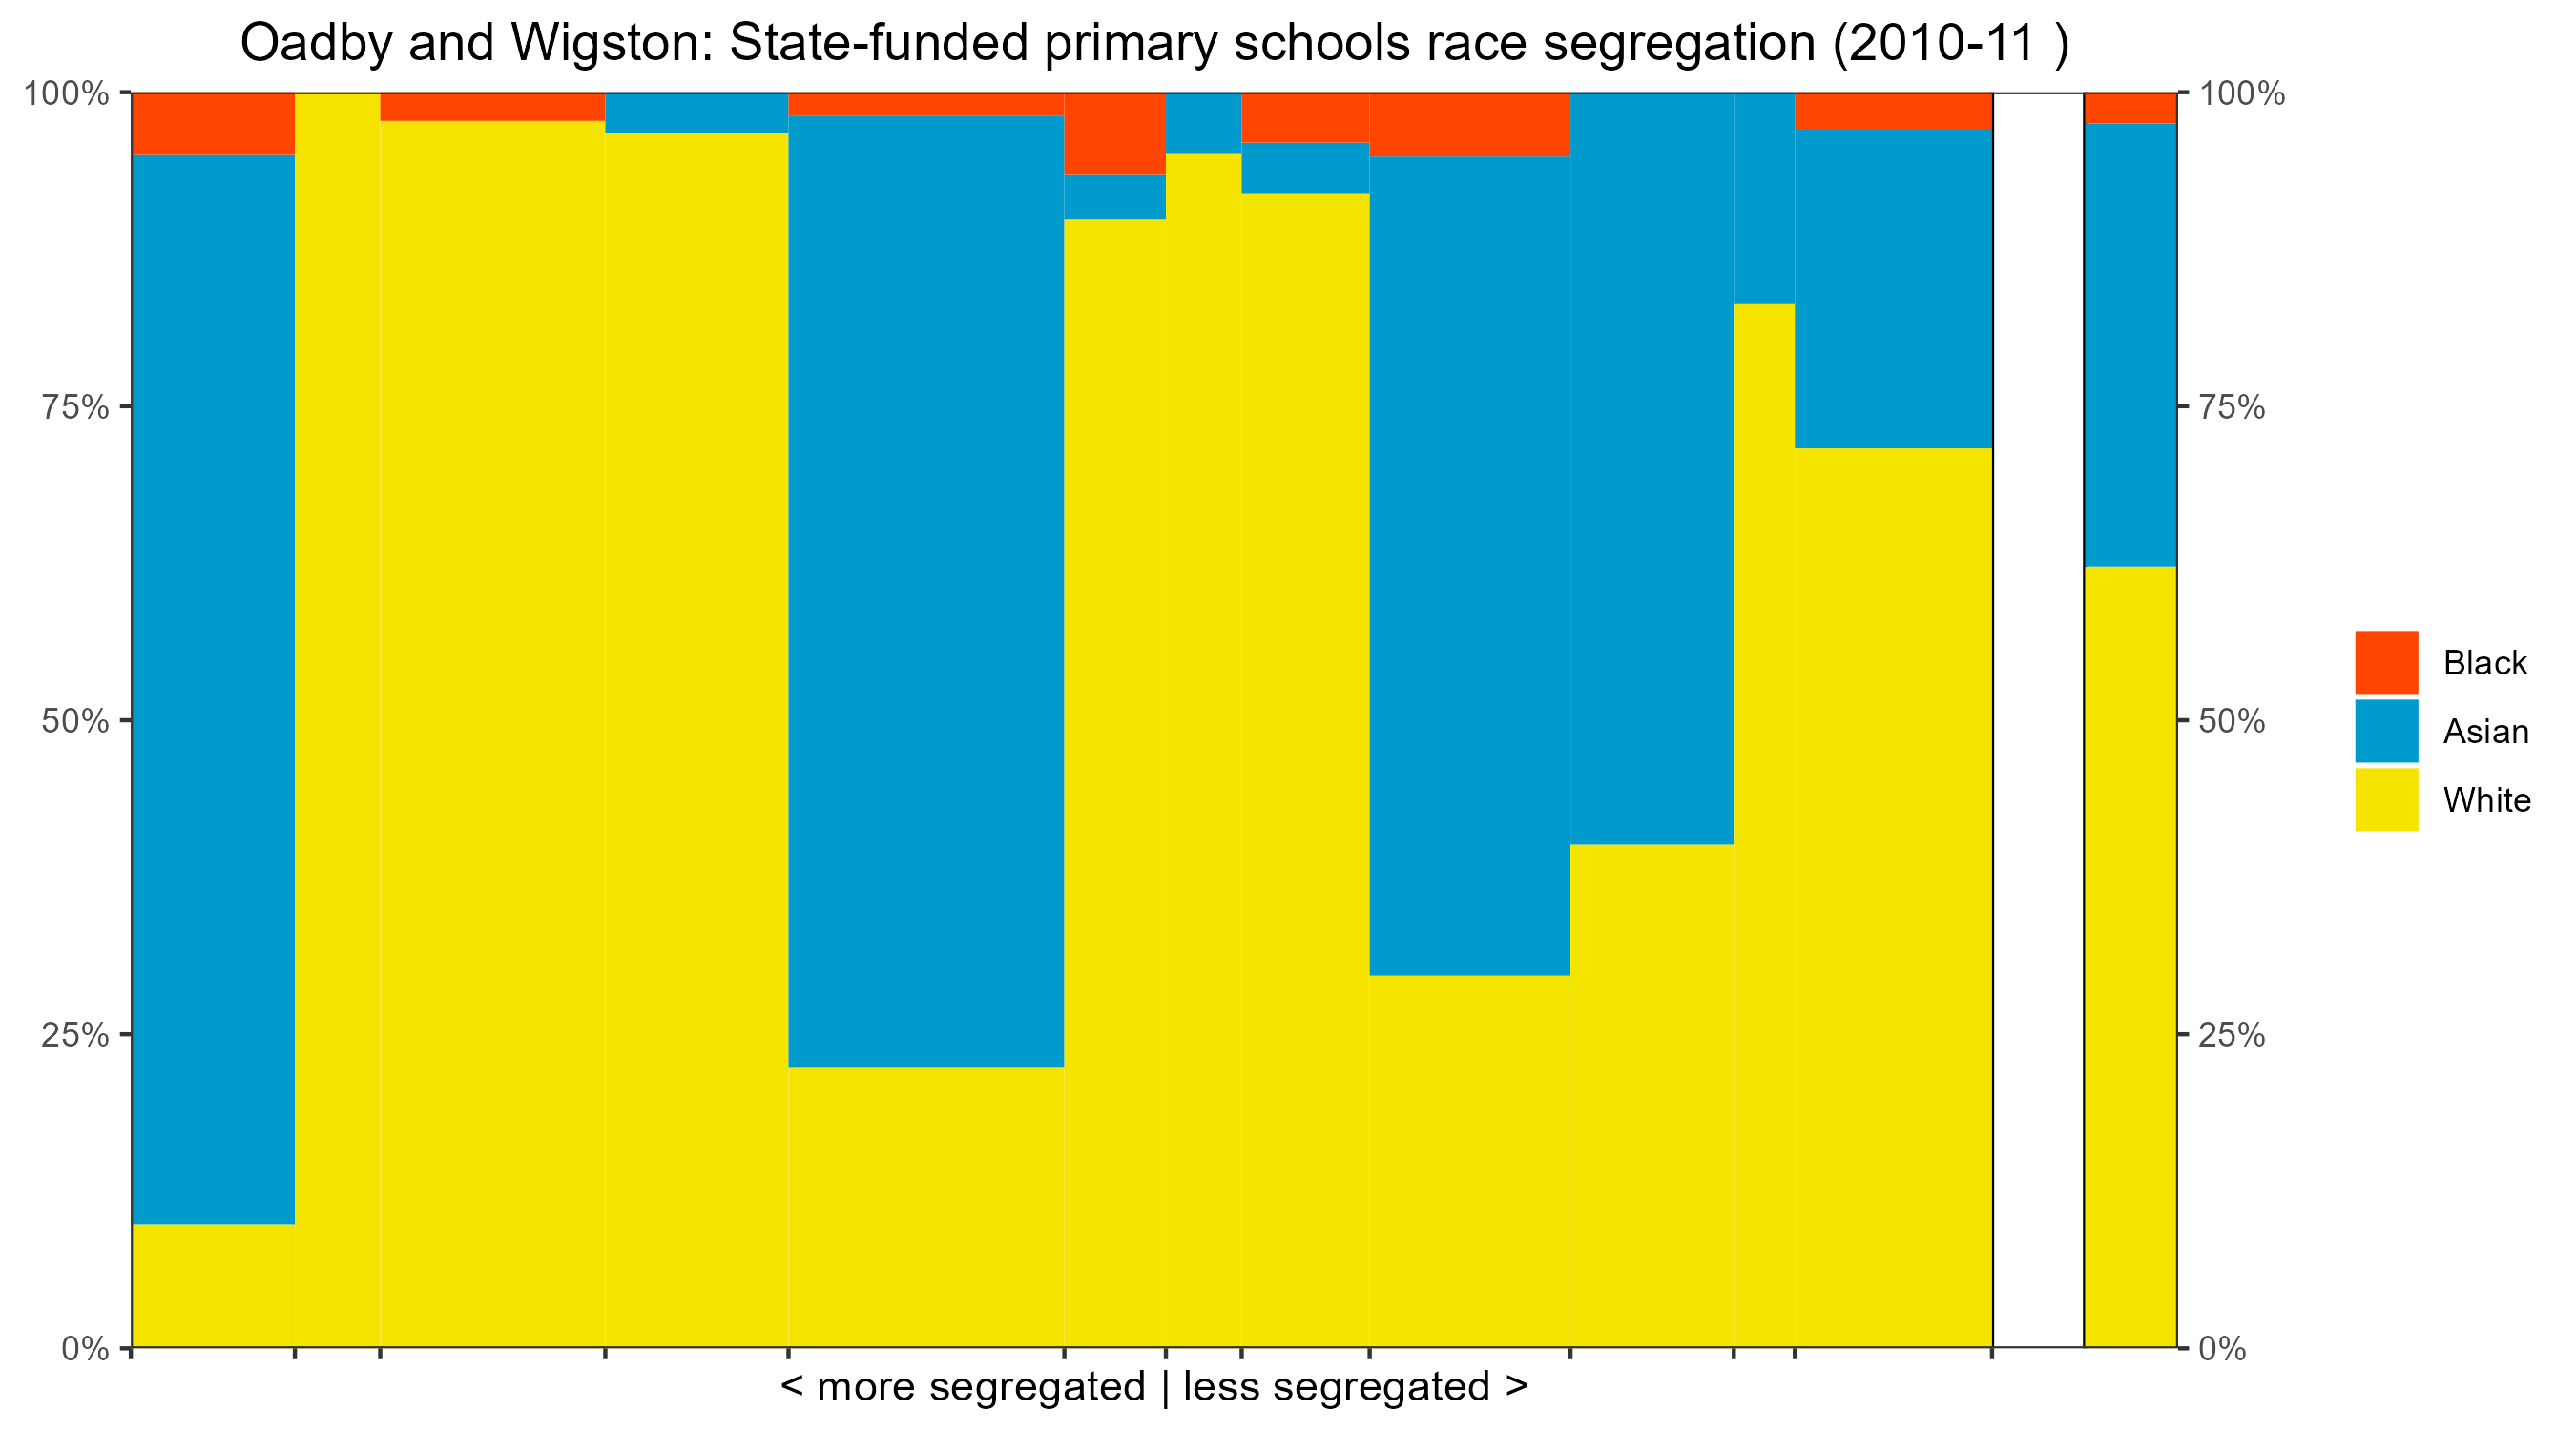 Oadby and Wigston: State-funded primary schools race segregation (2010-11 )
100%
75%
50%
25%
0%
100%
75%
50%
25%
0%
Black
Asian
White
< more segregated | less segregated >